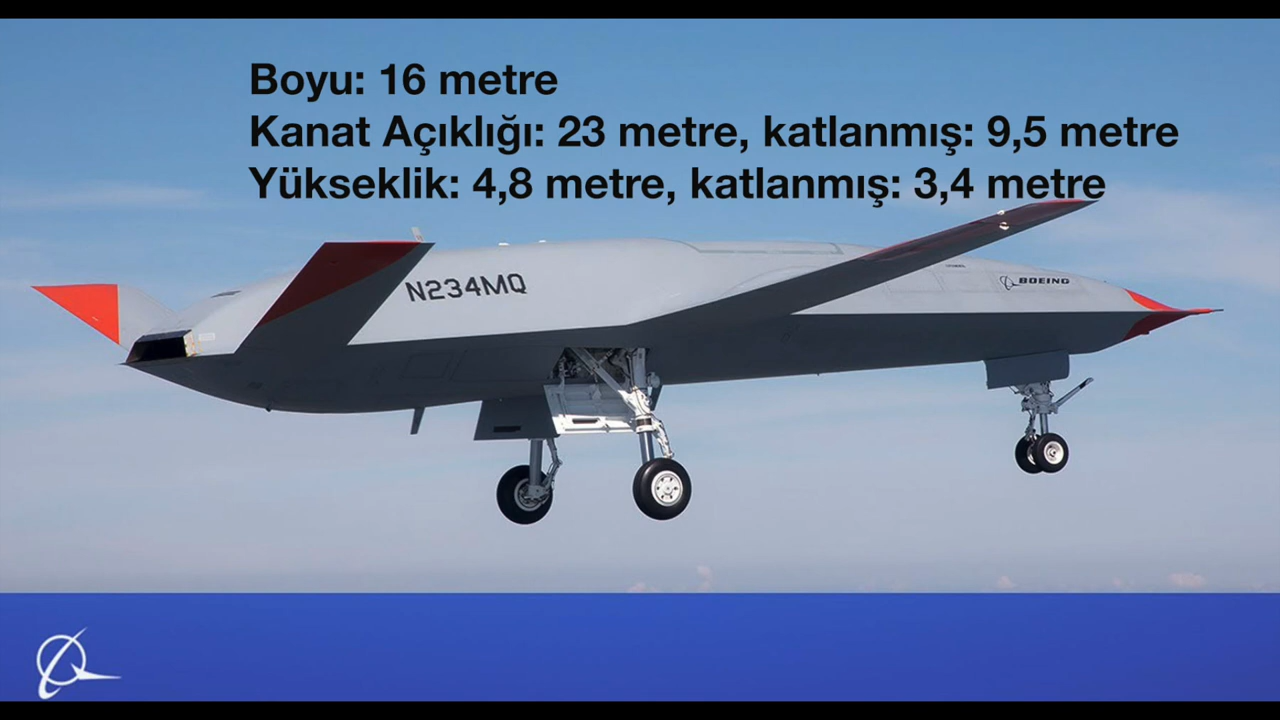 Boyu: 16 metre
Kanat Açıklığı: 23 metre, katlanmış: 9,5 metre
Yükseklik: 4,8 metre, katlanmış: 3,4 metre
N234MQ
BOEING